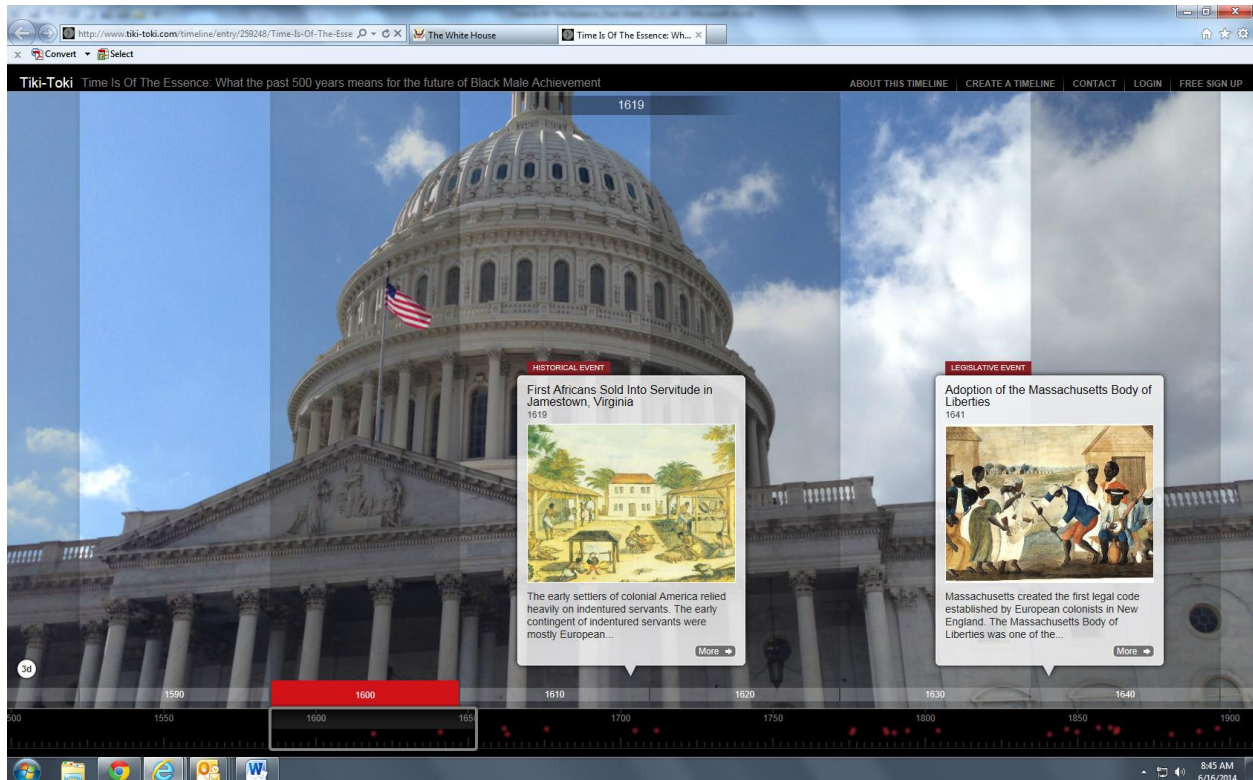 http://www.tiki-toki.com/timeline/entry/259248/Time-Is-Of-The-Esse
The White House
Time Is Of The Essence: Wh...
x Convert Select
Tiki-Toki Time Is Of The Essence: What the past 500 years means for the future of Black Male Achievement
ABOUT THIS TIMELINE CREATE A TIMELINE CONTACT LOGIN FREE SIGN UP
1619
HISTORICAL EVENT
First Africans Sold Into Servitude in
Jamestown, Virginia
1619
The early settlers of colonial America relied
heavily on indentured servants. The early
contingent of indentured servants were
mostly European...
More
LEGISLATIVE EVENT
Adoption of the Massachusetts Body of
Liberties
1641
Massachusetts created the first legal code
established by European colonists in New
England. The Massachusetts Body of
Liberties was one of the...
More
3d
1590 1600 1610 1620 1630 1640
500 1550 1600 1650 1700 1750 1800 1850 1900
8:45 AM
6/16/2014